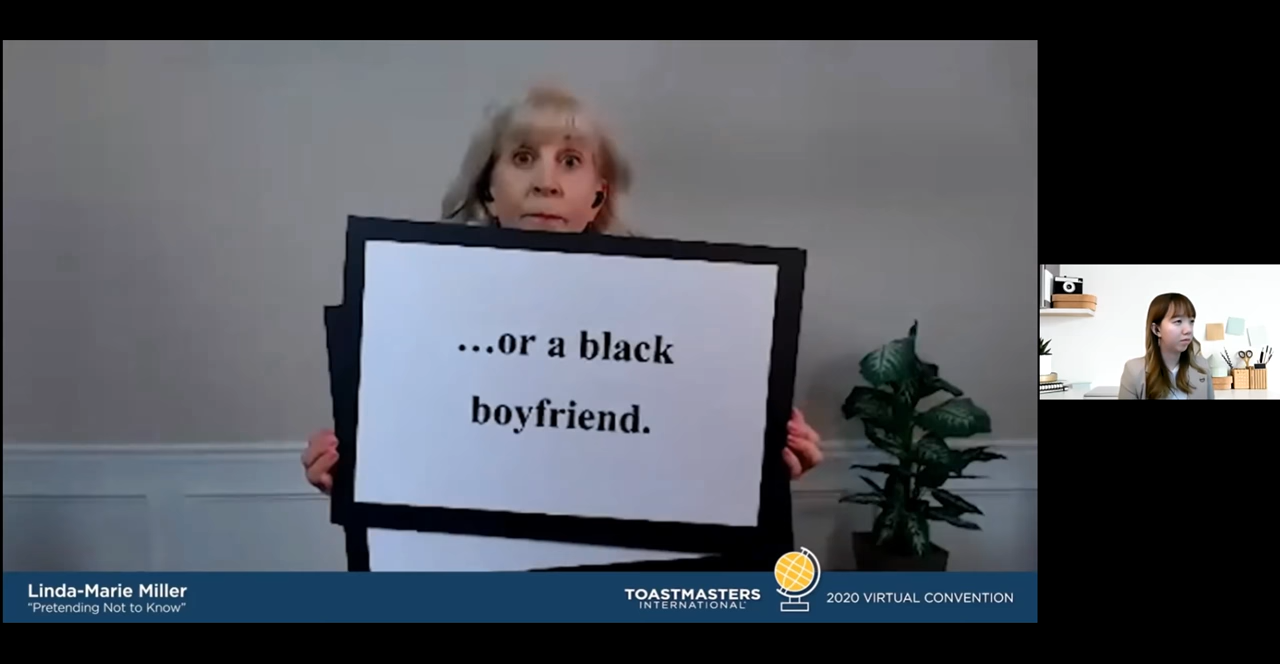 ...or a black
boyfriend.
Linda-Marie Miller
"Pretending Not to Know"
TOASTMASTERS
INTERNATIONAL
2020 VIRTUAL CONVENTION